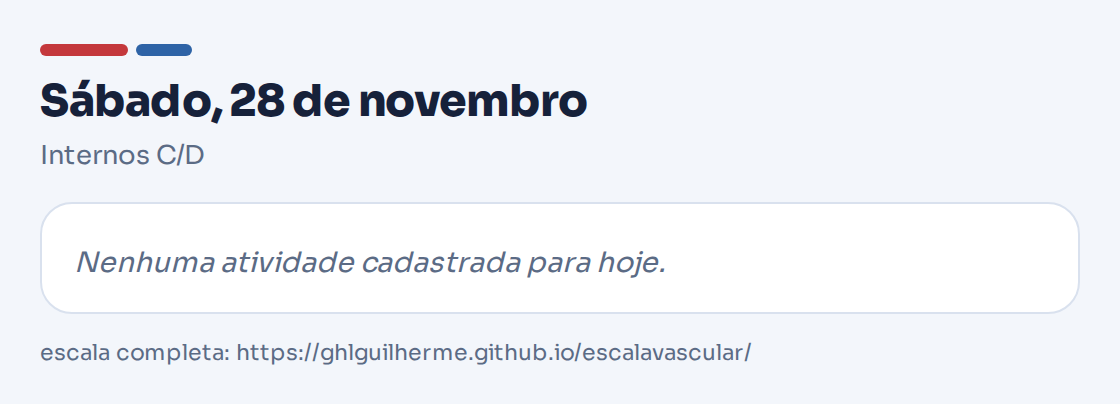 Sábado, 28 de novembro
Internos C/D
Nenhuma atividade cadastrada para hoje.
escala completa: https://ghlguilherme.github.io/escalavascular/